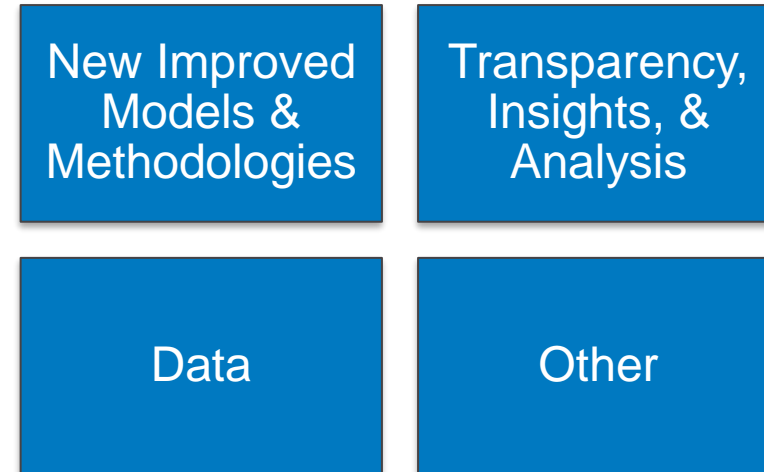 New Improved
Models &
Methodologies
Transparency,
Insights, &
Analysis
Data
Other